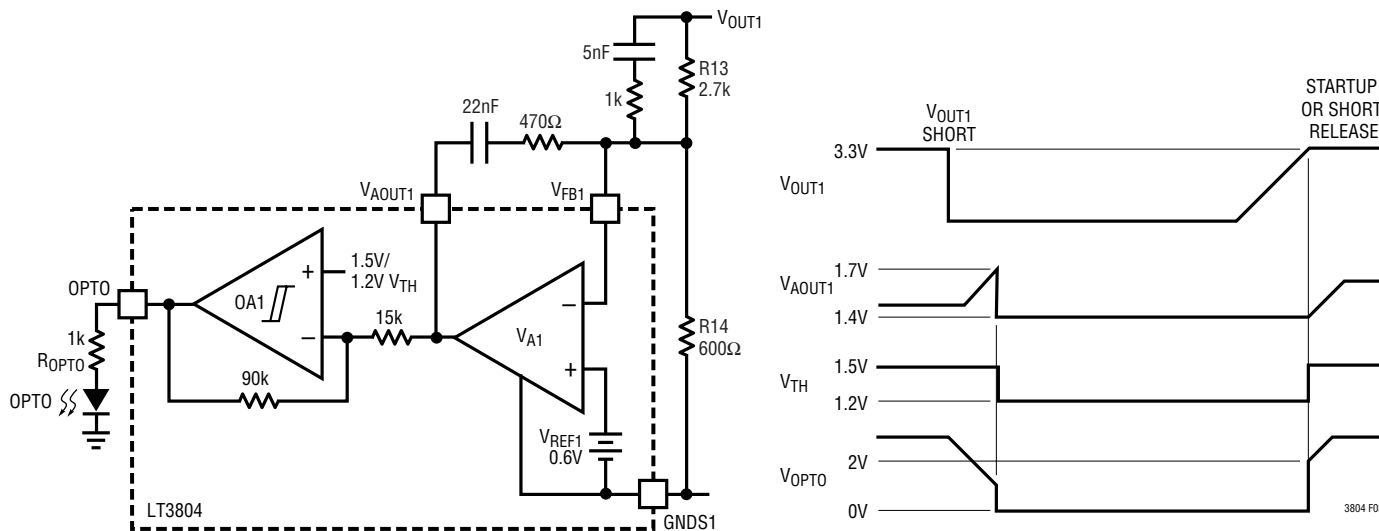 VOUT1
5nF
R13
2.7k
1k
22nF
470Ω
VAOUT1
VFB1
OPTO
+
1.5V/
1.2V VTH
OA1
–
15k
–
VA1
+
R14
600Ω
1k
ROPTO
90k
OPTO
VREF1
0.6V
LT3804
GNDS1
STARTUP
OR SHORT
RELEASE
VOUT1
SHORT
3.3V
VOUT1
1.7V
VAOUT1
1.4V
1.5V
VTH
1.2V
2V
VOPTO
0V